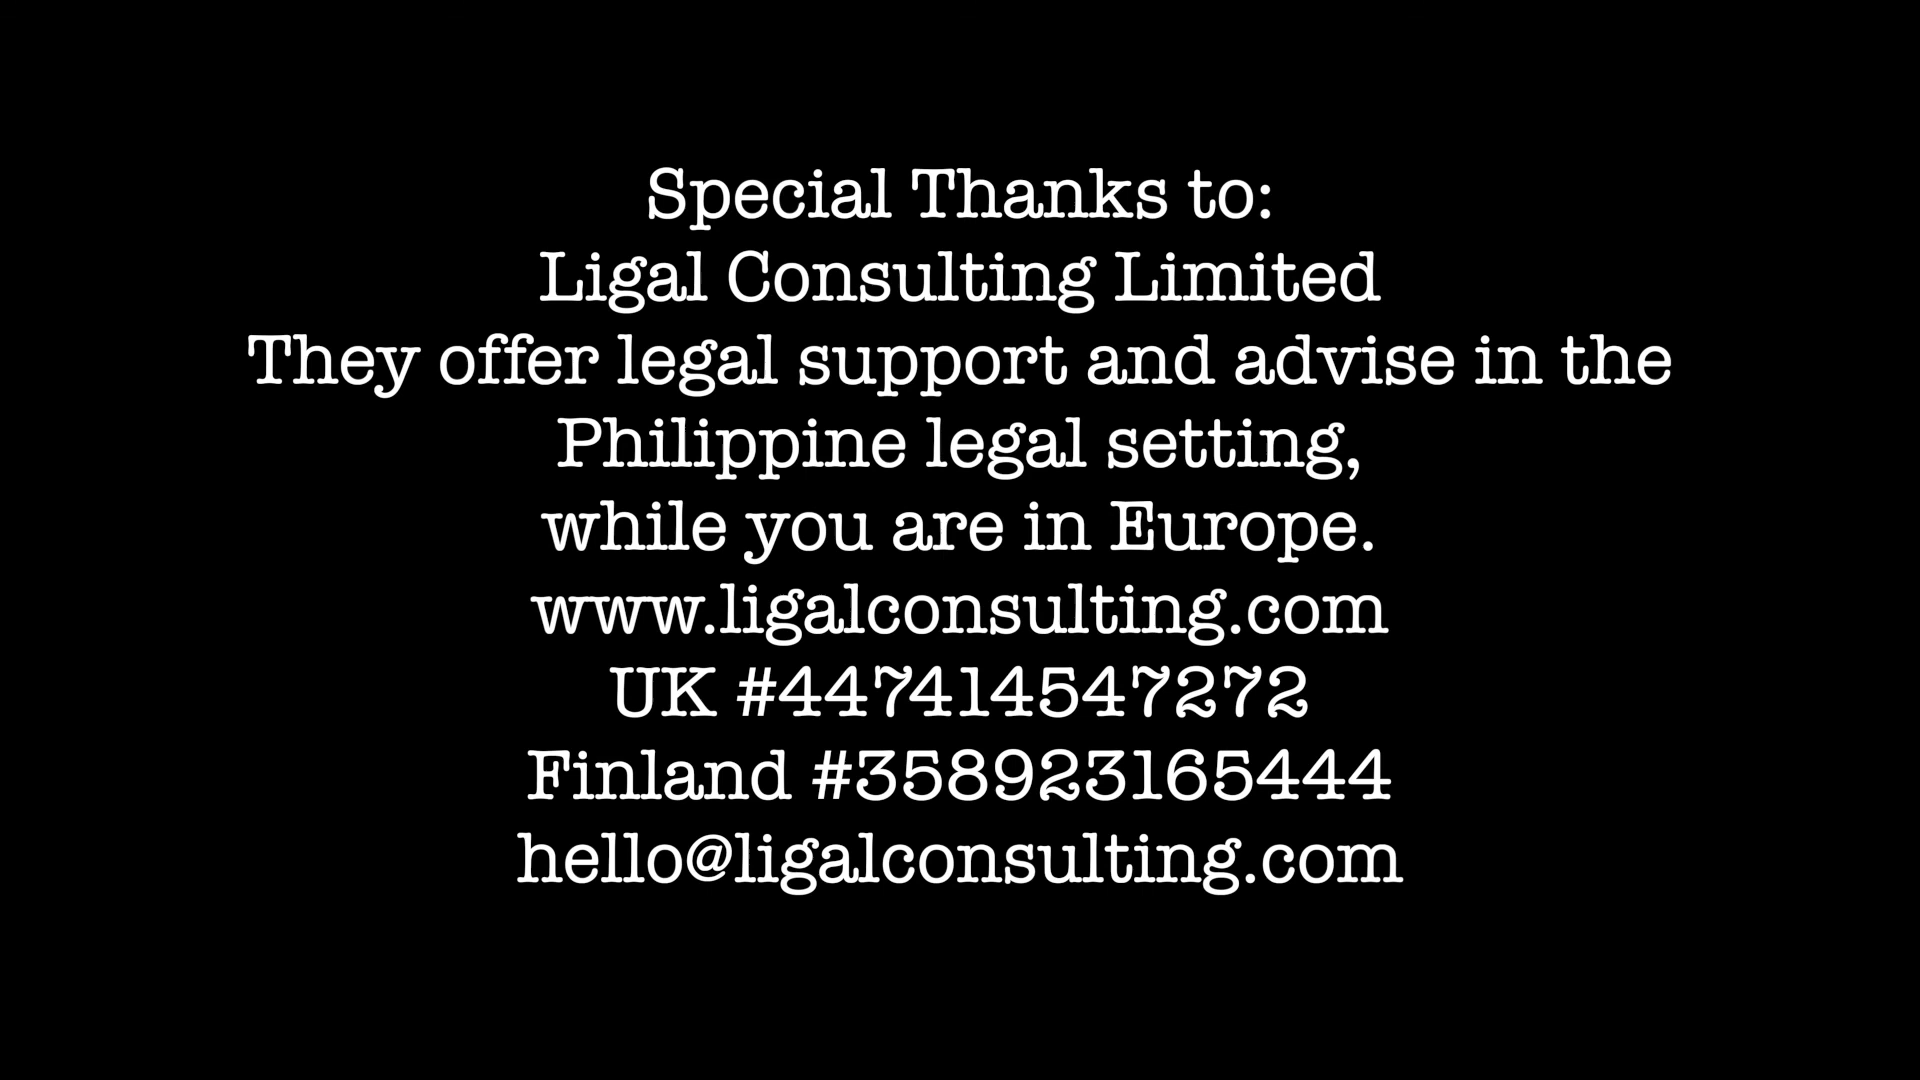 Special Thanks to:
Ligal Consulting Limited
They offer legal support and advise in the
Philippine legal setting,
while you are in Europe.
www.ligalconsulting.com
UK #447414547272
Finland #358923165444
hello@ligalconsulting.com